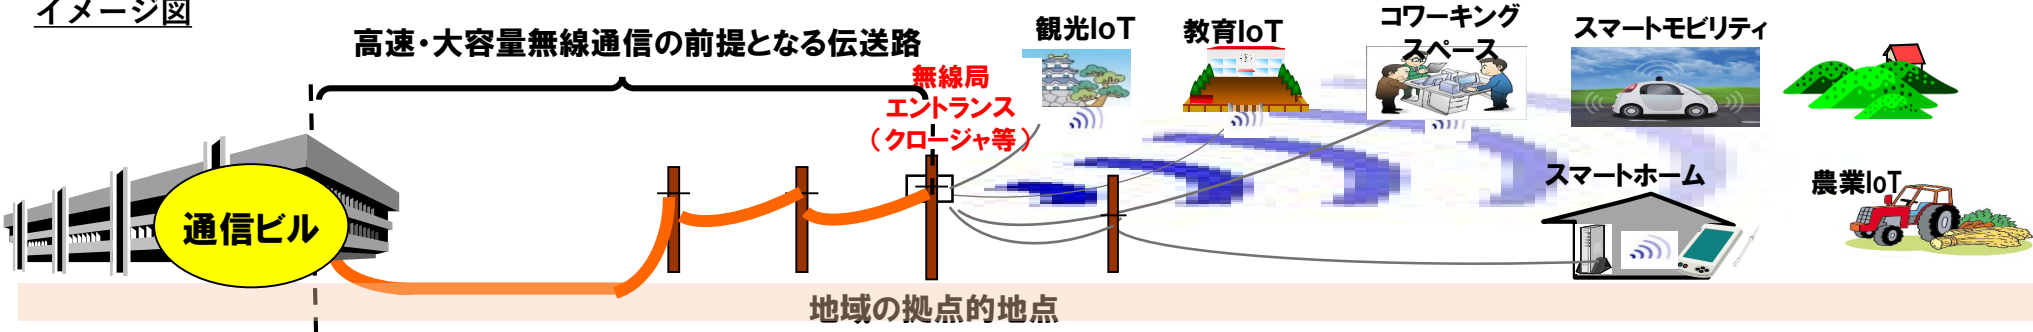 イメージ図
高速・大容量無線通信の前提となる伝送路
無線局
エントランス
（クロージャ等）
観光IoT
教育IoT
コワーキング
スペース
スマートモビリティ
通信ビル
スマートホーム
農業IoT
地域の拠点的地点